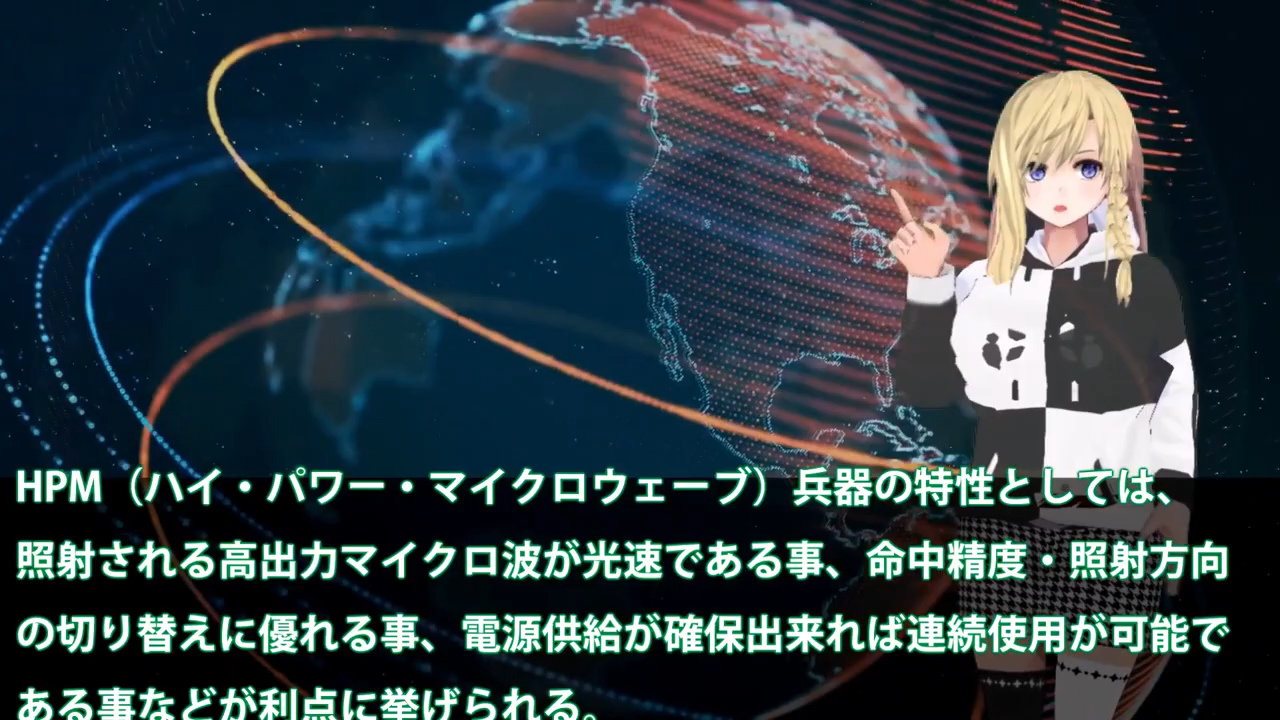 HPM（ハイ・パワー・マイクロウェーブ）兵器の特性としては、
照射される高出力マイクロ波が光速である事、命中精度・照射方向
の切り替えに優れる事、電源供給が確保出来れば連続使用が可能で
ある事などが利点に挙げられる。